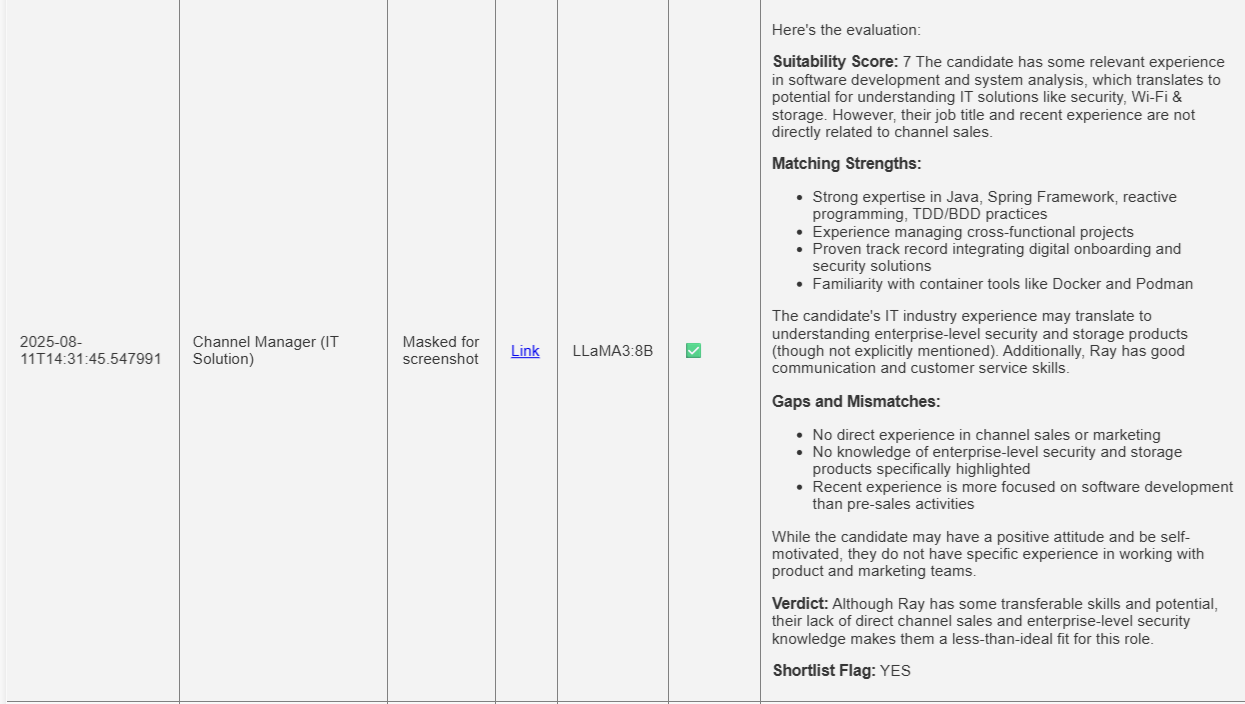 2025-08-
11T14:31:45.547991
Channel Manager (IT
Solution)
Masked for
screenshot
Link
LLaMA3:8B
Here's the evaluation:
Suitability Score: 7 The candidate has some relevant experience
in software development and system analysis, which translates to
potential for understanding IT solutions like security, Wi-Fi &
storage. However, their job title and recent experience are not
directly related to channel sales.
Matching Strengths:
• Strong expertise in Java, Spring Framework, reactive
programming, TDD/BDD practices
• Experience managing cross-functional projects
• Proven track record integrating digital onboarding and
security solutions
• Familiarity with container tools like Docker and Podman
The candidate's IT industry experience may translate to
understanding enterprise-level security and storage products
(though not explicitly mentioned). Additionally, Ray has good
communication and customer service skills.
Gaps and Mismatches:
• No direct experience in channel sales or marketing
• No knowledge of enterprise-level security and storage
products specifically highlighted
• Recent experience is more focused on software development
than pre-sales activities
While the candidate may have a positive attitude and be self-
motivated, they do not have specific experience in working with
product and marketing teams.
Verdict: Although Ray has some transferable skills and potential,
their lack of direct channel sales and enterprise-level security
knowledge makes them a less-than-ideal fit for this role.
Shortlist Flag: YES